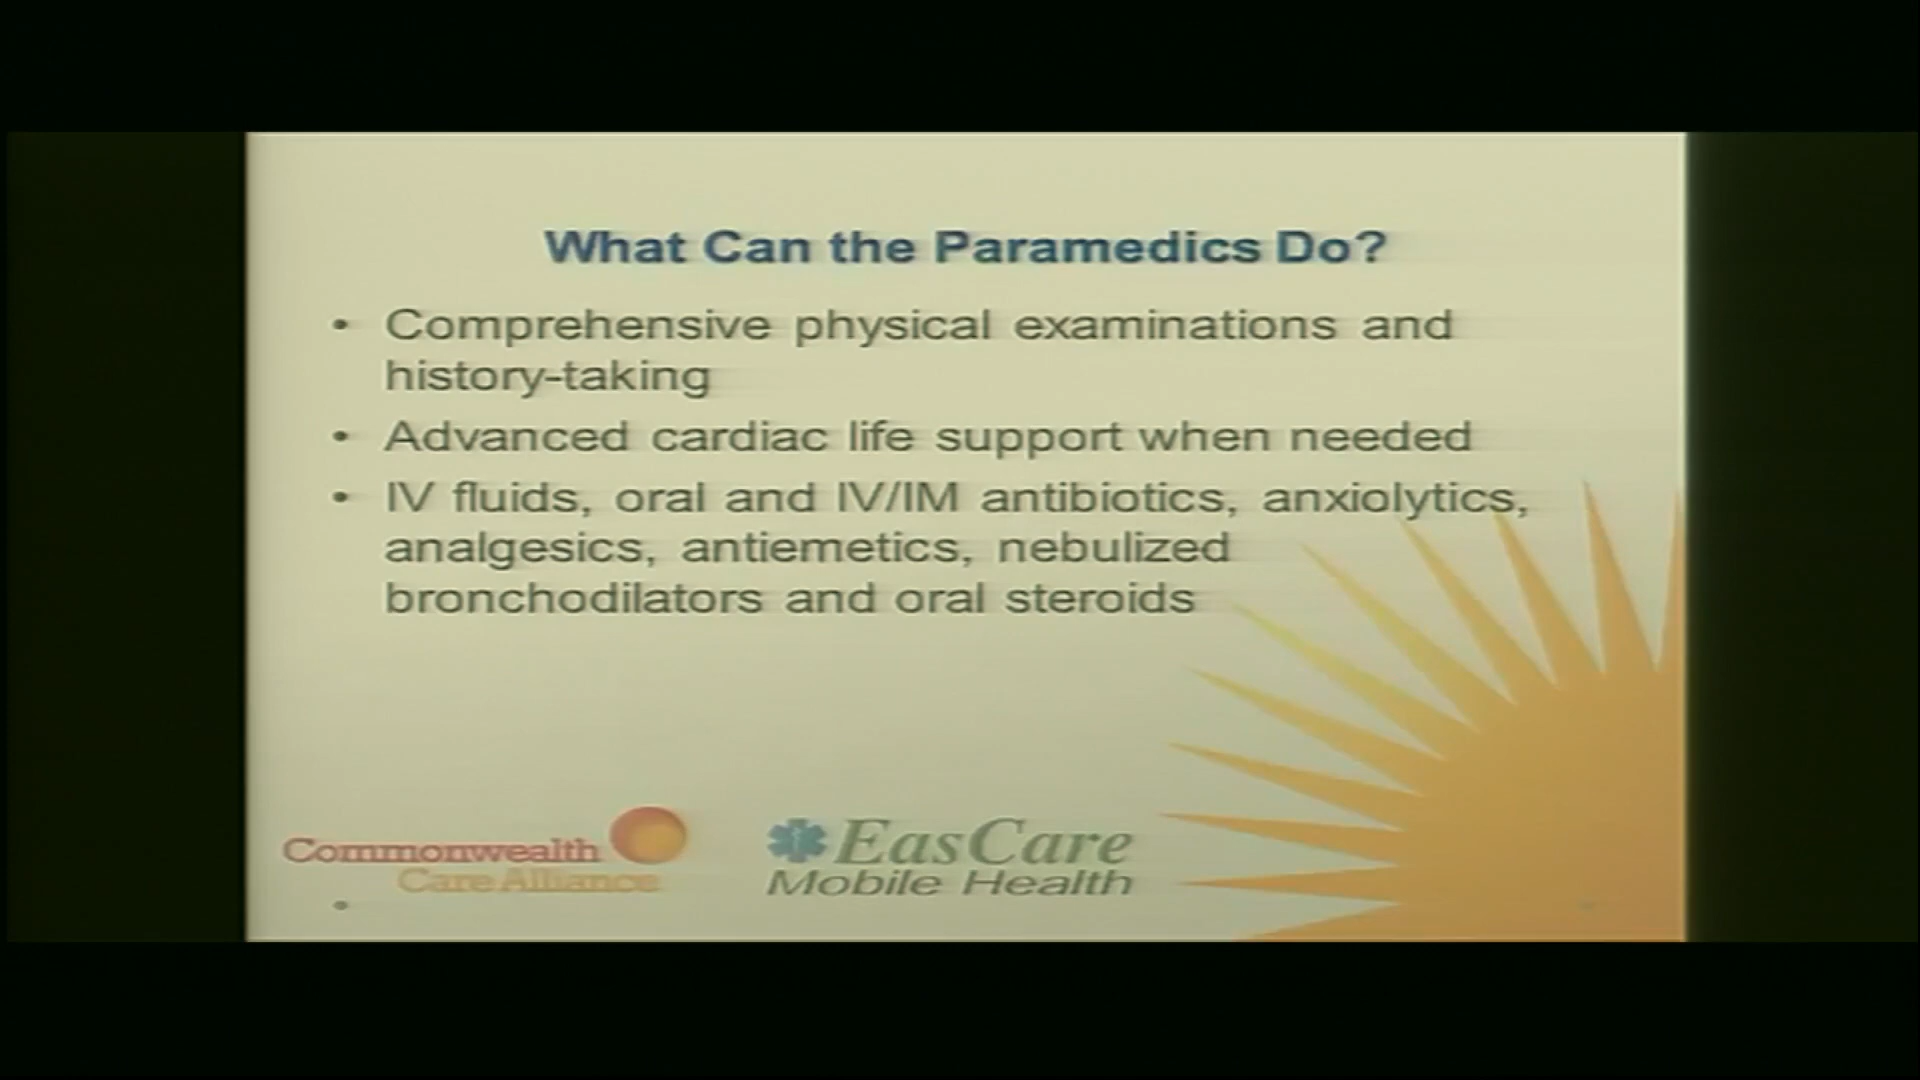 What Can the Paramedics Do?
• Comprehensive physical examinations and
history-taking
• Advanced cardiac life support when needed
• IV fluids, oral and IV/IM antibiotics, anxiolytics,
analgesics, antiemetics, nebulized
bronchodilators and oral steroids
Commonwealth
Care Alliance
EasCare
Mobile Health